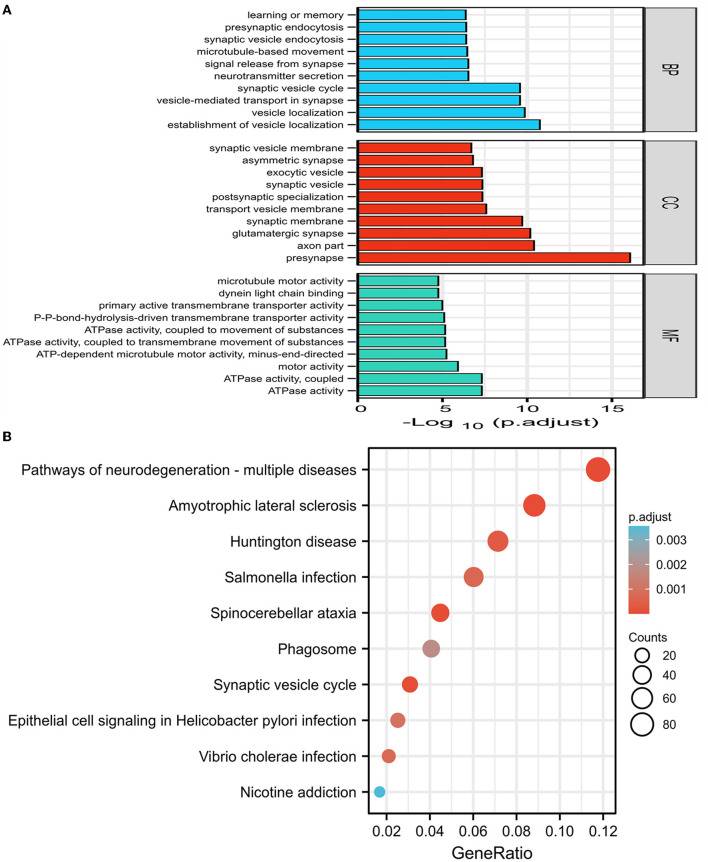 A
learning or memory
presynaptic endocytosis
synaptic vesicle endocytosis
microtubule-based movement
signal release from synapse
neurotransmitter secretion
synaptic vesicle cycle
vesicle-mediated transport in synapse
vesicle localization
establishment of vesicle localization
BP
synaptic vesicle membrane
asymmetric synapse
exocytic vesicle
synaptic vesicle
postsynaptic specialization
transport vesicle membrane
synaptic membrane
glutamatergic synapse
axon part
presynapse
CC
microtubule motor activity
dynein light chain binding
primary active transmembrane transporter activity
P-P-bond-hydrolysis-driven transmembrane transporter activity
ATPase activity, coupled to movement of substances
ATPase activity, coupled to transmembrane movement of substances
ATP-dependent microtubule motor activity, minus-end-directed
motor activity
ATPase activity, coupled
ATPase activity
MF
0 5 10 15
-Log 10 (p.adjust)
B
Pathways of neurodegeneration - multiple diseases
Amyotrophic lateral sclerosis
Huntington disease
Salmonella infection
Spinocerebellar ataxia
Phagosome
Synaptic vesicle cycle
Epithelial cell signaling in Helicobacter pylori infection
Vibrio cholerae infection
Nicotine addiction
0.02 0.04 0.06 0.08 0.10 0.12
GeneRatio
p.adjust
0.003
0.002
0.001
Counts
20
40
60
80